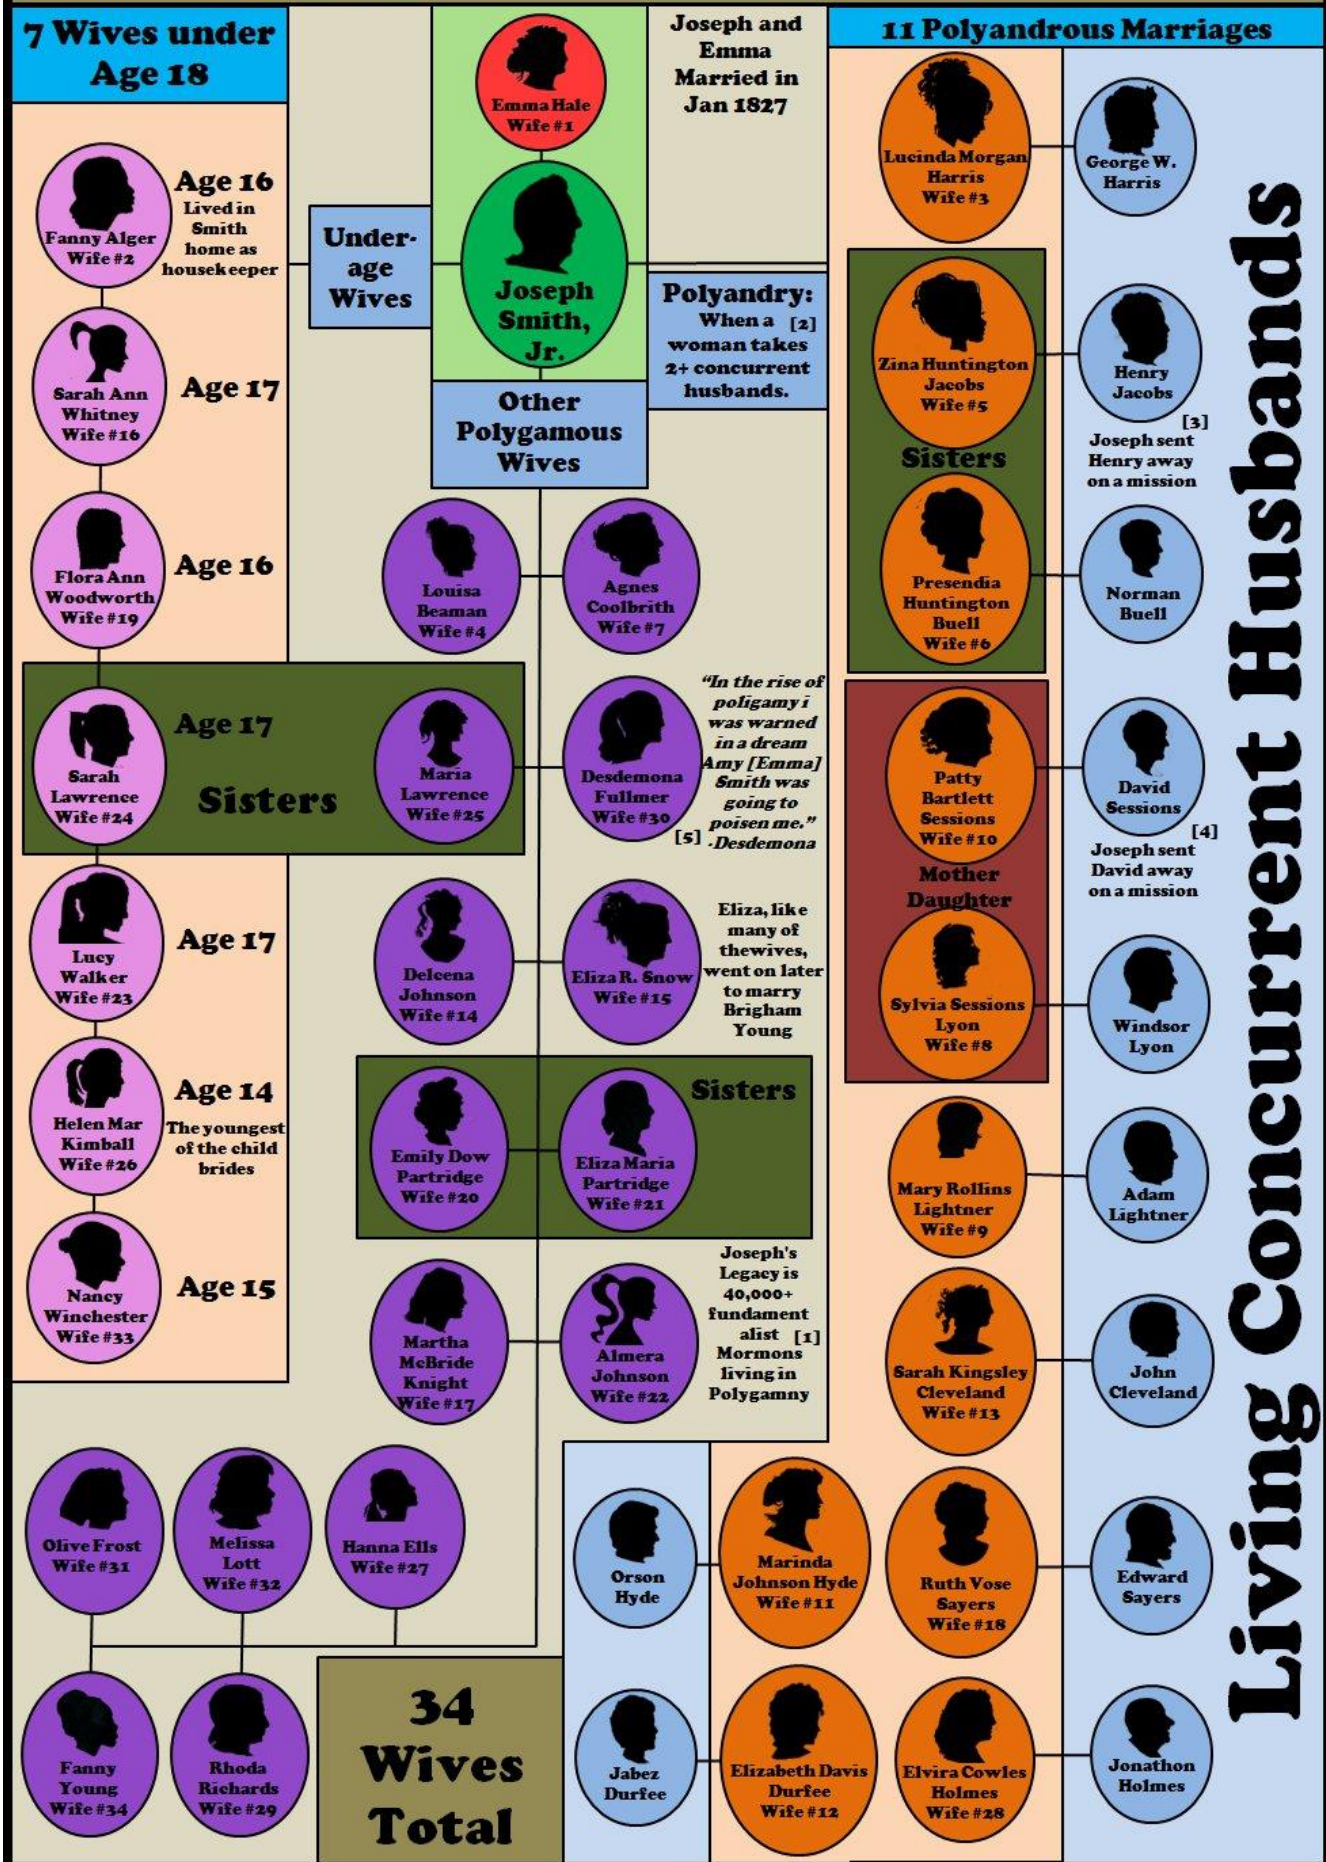 7 Wives under
Age 18
Emma Hale
Wife #1
Joseph and
Emma
Married in
Jan 1827
11 Polyandrous Marriages
Fanny Alger
Wife #2
Age 16
Lived in
Smith
home as
housekeeper
Under-
age
Wives
Joseph
Smith,
Jr.
Polyandry:
When a [2]
woman takes
2+ concurrent
husbands.
Other
Polygamous
Wives
Sarah Ann
Whitney
Wife #16
Age 17
Flora Ann
Woodworth
Wife #19
Age 16
Sarah
Lawrence
Wife #24
Age 17
Sisters
Maria
Lawrence
Wife #25
Lucy
Walker
Wife #23
Age 17
Helen Mar
Kimball
Wife #26
Age 14
The youngest
of the child
brides
Nancy
Winchester
Wife #33
Age 15
Louisa
Beaman
Wife #4
Agnes
Coolbrith
Wife #7
Desdemona
Fullmer
Wife #30
[5]
"In the rise of
poligamy i
was warned
in a dream
Amy [Emma]
Smith was
going to
poisen me."
-Desdemona
Delcena
Johnson
Wife #14
Eliza R. Snow
Wife #15
Eliza, like
many of
thewives,
went on later
to marry
Brigham
Young
Sisters
Emily Dow
Partridge
Wife #20
Eliza Maria
Partridge
Wife #21
Martha
McBride
Knight
Wife #17
Almera
Johnson
Wife #22
Joseph's
Legacy is
40,000+
fundament
alist [1]
Mormons
living in
Polygamny
Olive Frost
Wife #31
Melissa
Lott
Wife #32
Hanna Ells
Wife #27
Fanny
Young
Wife #34
Rhoda
Richards
Wife #29
34
Wives
Total
Lucinda Morgan
Harris
Wife #3
George W.
Harris
Zina Huntington
Jacobs
Wife #5
Henry
Jacobs
[3]
Joseph sent
Henry away
on a mission
Sisters
Presendia
Huntington
Buell
Wife #6
Norman
Buell
Patty
Bartlett
Sessions
Wife #10
David
Sessions
[4]
Joseph sent
David away
on a mission
Mother
Daughter
Sylvia Sessions
Lyon
Wife #8
Windsor
Lyon
Mary Rollins
Lightner
Wife #9
Adam
Lightner
Sarah Kingsley
Cleveland
Wife #13
John
Cleveland
Orson
Hyde
Marinda
Johnson Hyde
Wife #11
Ruth Vose
Sayers
Wife #18
Edward
Sayers
Jabez
Durfee
Elizabeth Davis
Durfee
Wife #12
Elvira Cowles
Holmes
Wife #28
Jonathon
Holmes
Living Concurrent Husbands